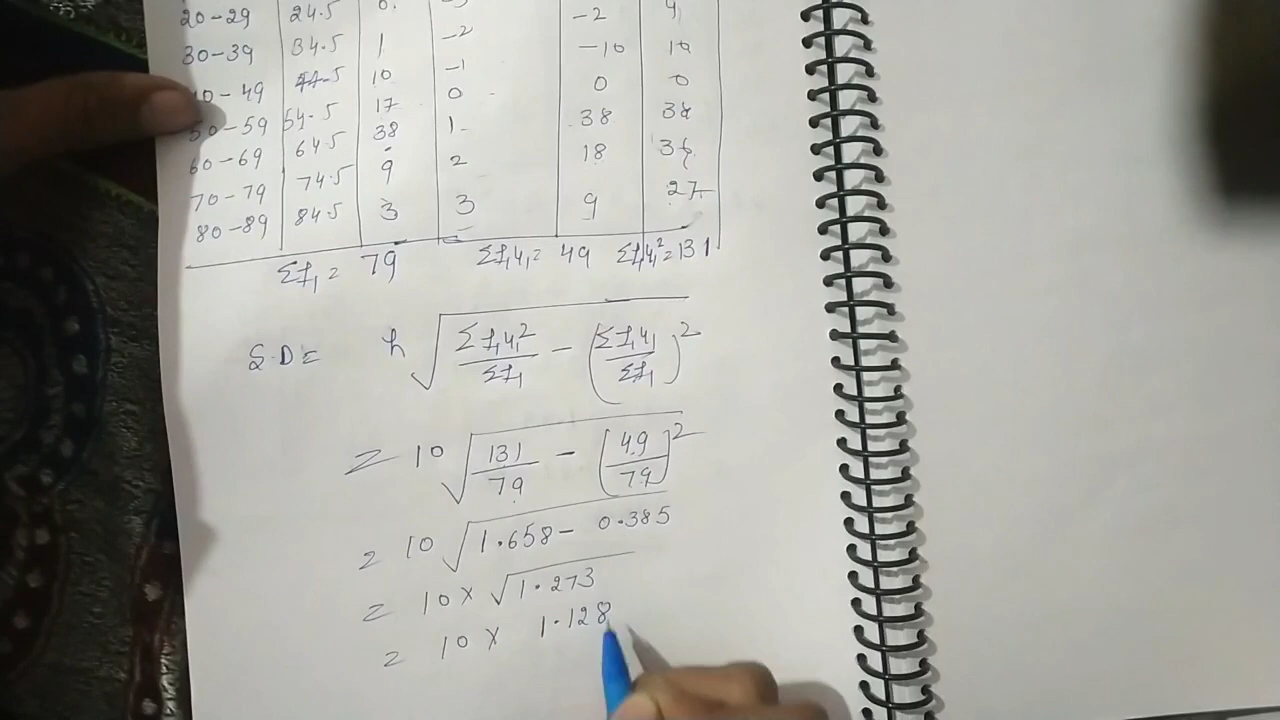 20-29 24.5 0.
30-39 34.5 1 -2 -2 4
40-49 44.5 10 -1 -10 10
50-59 54.5 17 0 0 0
60-69 64.5 38 1 38 38
70-79 74.5 9 2 18 36
80-89 84.5 3 3 9 27
Σf₁ = 79 Σf₁u₁ = 49 Σf₁u₁² = 131
S.D = h √ Σf₁u₁²/Σf₁ - (Σf₁u₁/Σf₁)²
= 10 √ 131/79 - [49/79]²
= 10 √ 1.658 - 0.385
= 10 × √ 1.273
= 10 × 1.128